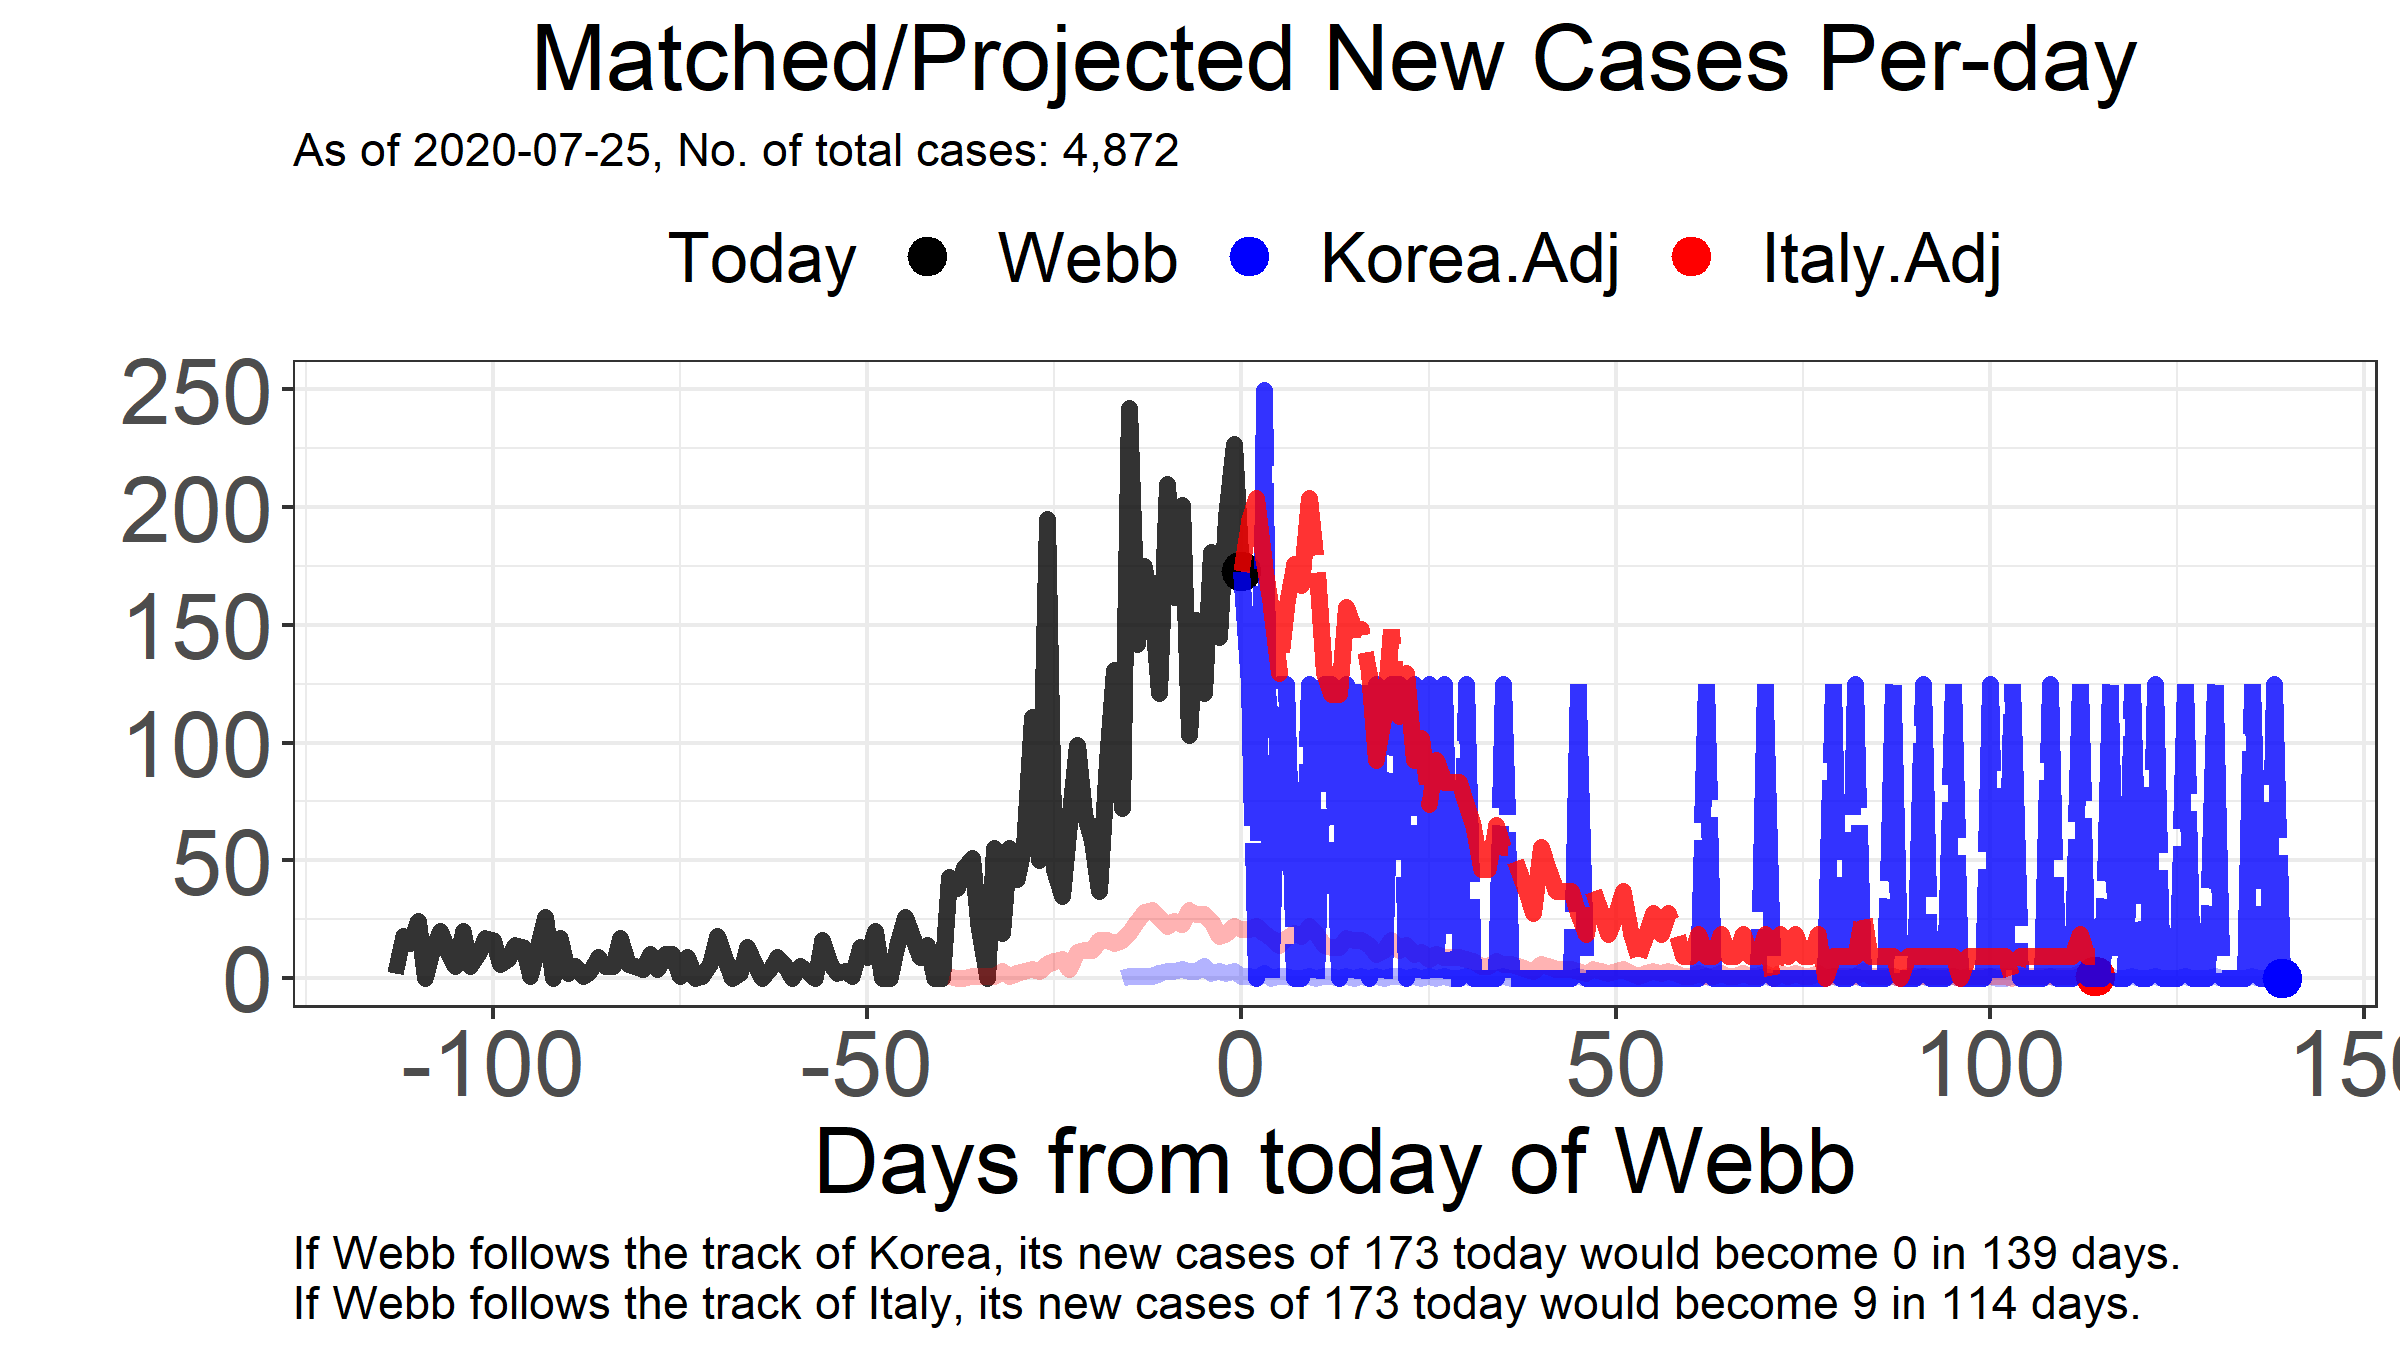 Matched/Projected New Cases Per-day
As of 2020-07-25, No. of total cases: 4,872
Today Webb Korea.Adj Italy.Adj
250
200
150
100
50
0
-100 -50 0 50 100 150
Days from today of Webb
If Webb follows the track of Korea, its new cases of 173 today would become 0 in 139 days.
If Webb follows the track of Italy, its new cases of 173 today would become 9 in 114 days.